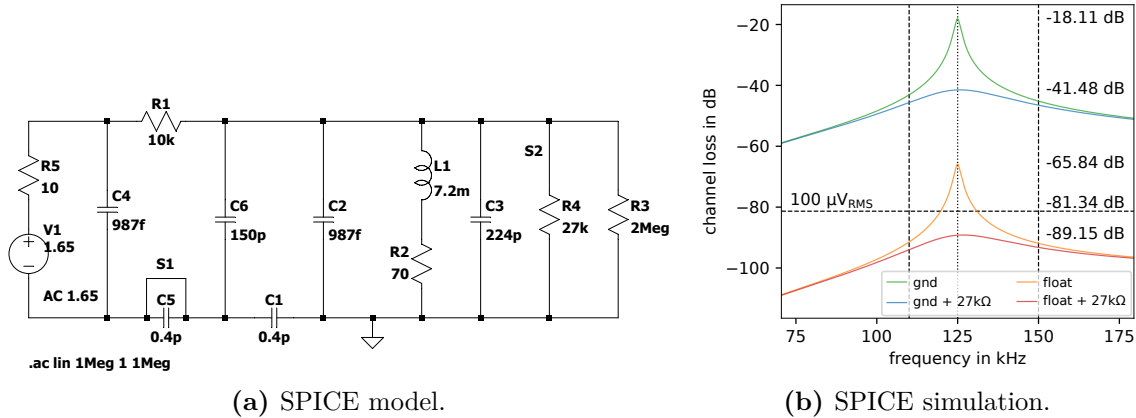 R1
10k
R5
10
C4
987f
V1
1.65
AC 1.65
S1
C5
0.4p
C6
150p
C1
0.4p
C2
987f
L1
7.2m
R2
70
C3
224p
S2
R4
27k
R3
2Meg
.ac lin 1Meg 1 1Meg
(a) SPICE model.
channel loss in dB
−20
−40
−60
−80
−100
-18.11 dB
-41.48 dB
-65.84 dB
-81.34 dB
-89.15 dB
100 µVRMS
gnd
gnd + 27kΩ
float
float + 27kΩ
75
100
125
150
175
frequency in kHz
(b) SPICE simulation.